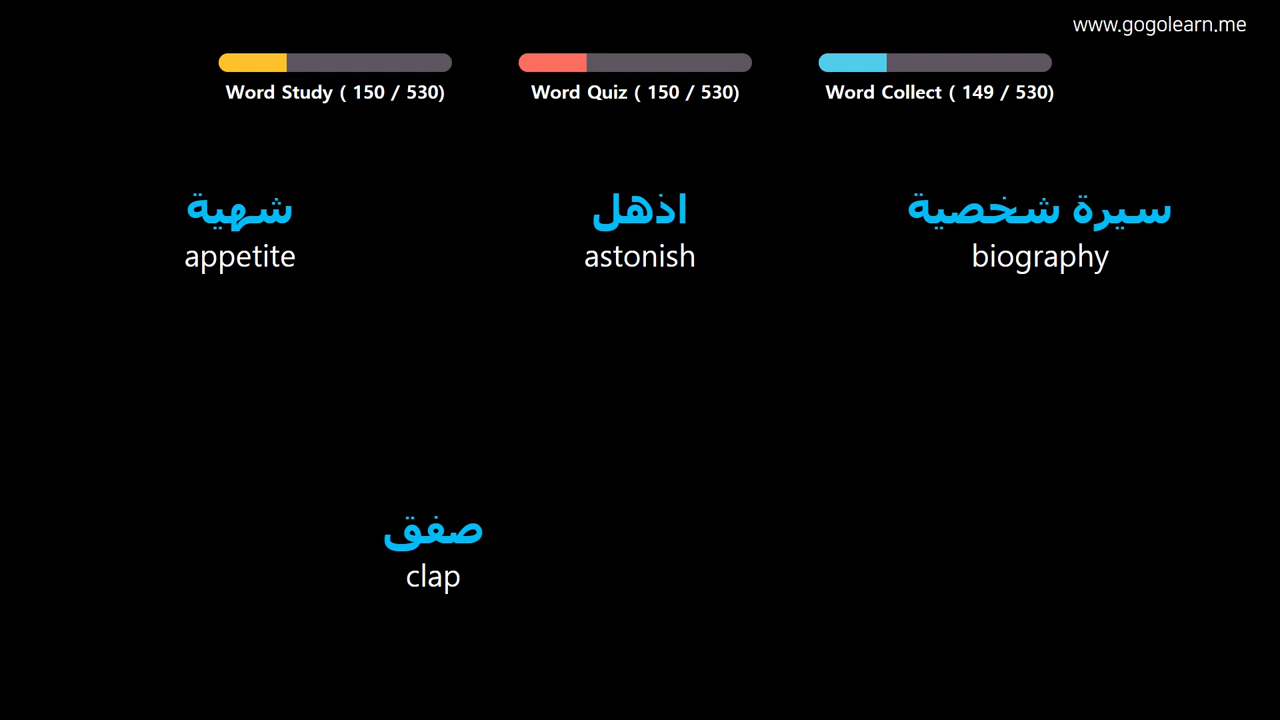 www.gogolearn.me
Word Study ( 150 / 530)
Word Quiz ( 150 / 530)
Word Collect ( 149 / 530)
شهية
appetite
اذهل
astonish
سيرة شخصية
biography
صفق
clap